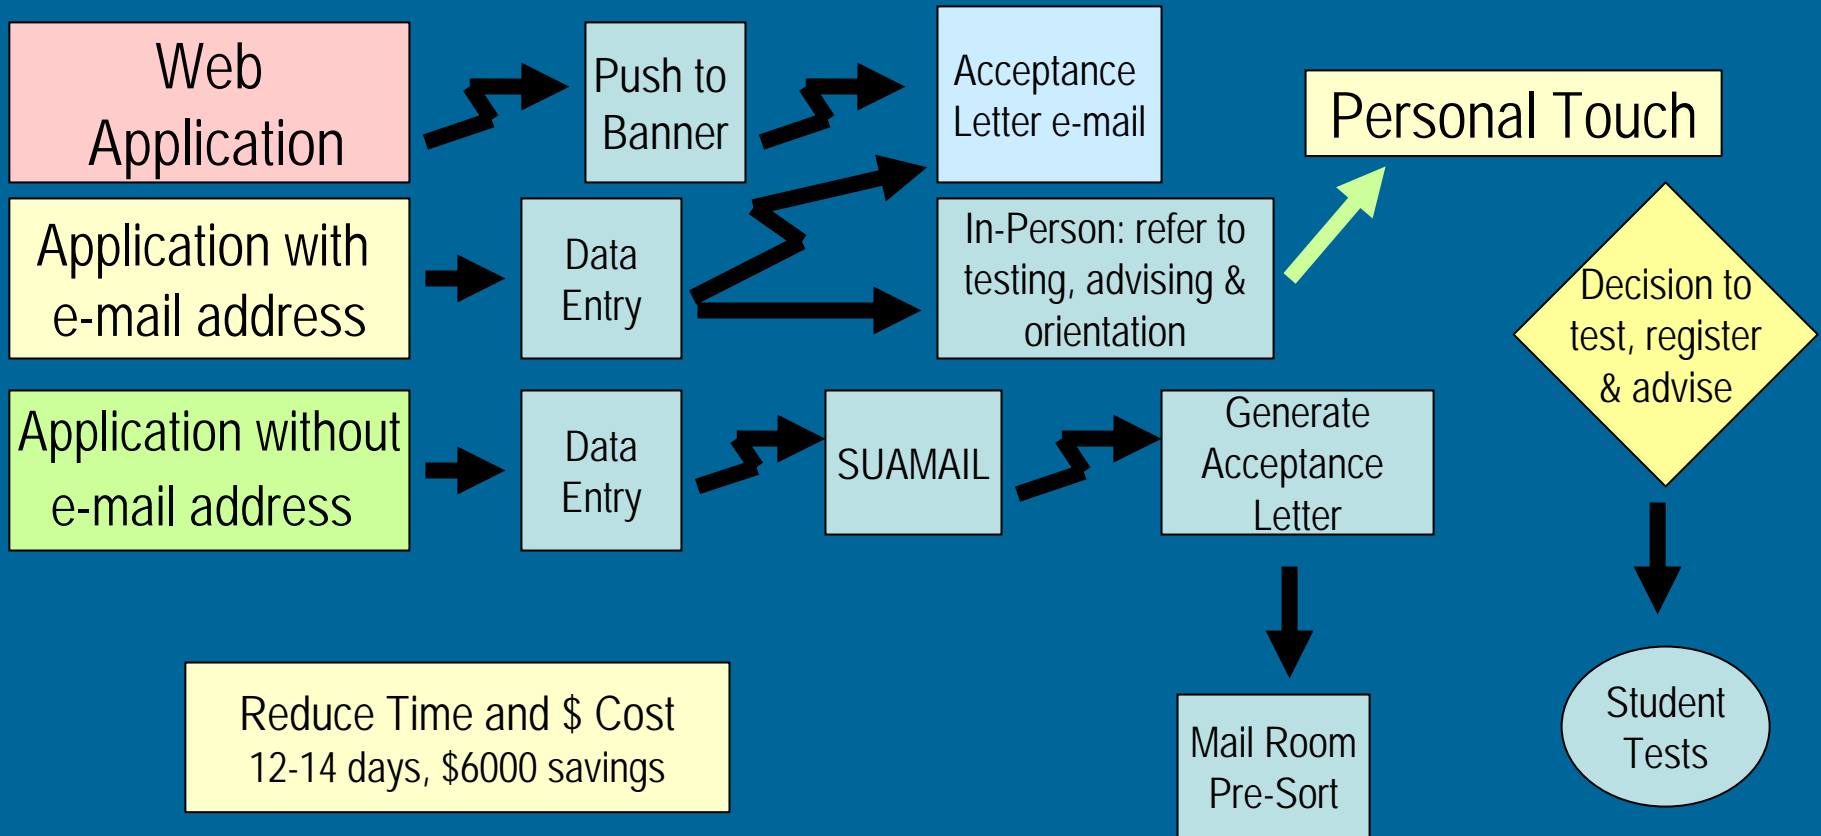 Web
Application
Push to
Banner
Acceptance
Letter e-mail
Personal Touch
Application with
e-mail address
Data
Entry
In-Person: refer to
testing, advising &
orientation
Decision to
test, register
& advise
Application without
e-mail address
Data
Entry
SUAMAIL
Generate
Acceptance
Letter
Reduce Time and $ Cost
12-14 days, $6000 savings
Mail Room
Pre-Sort
Student
Tests